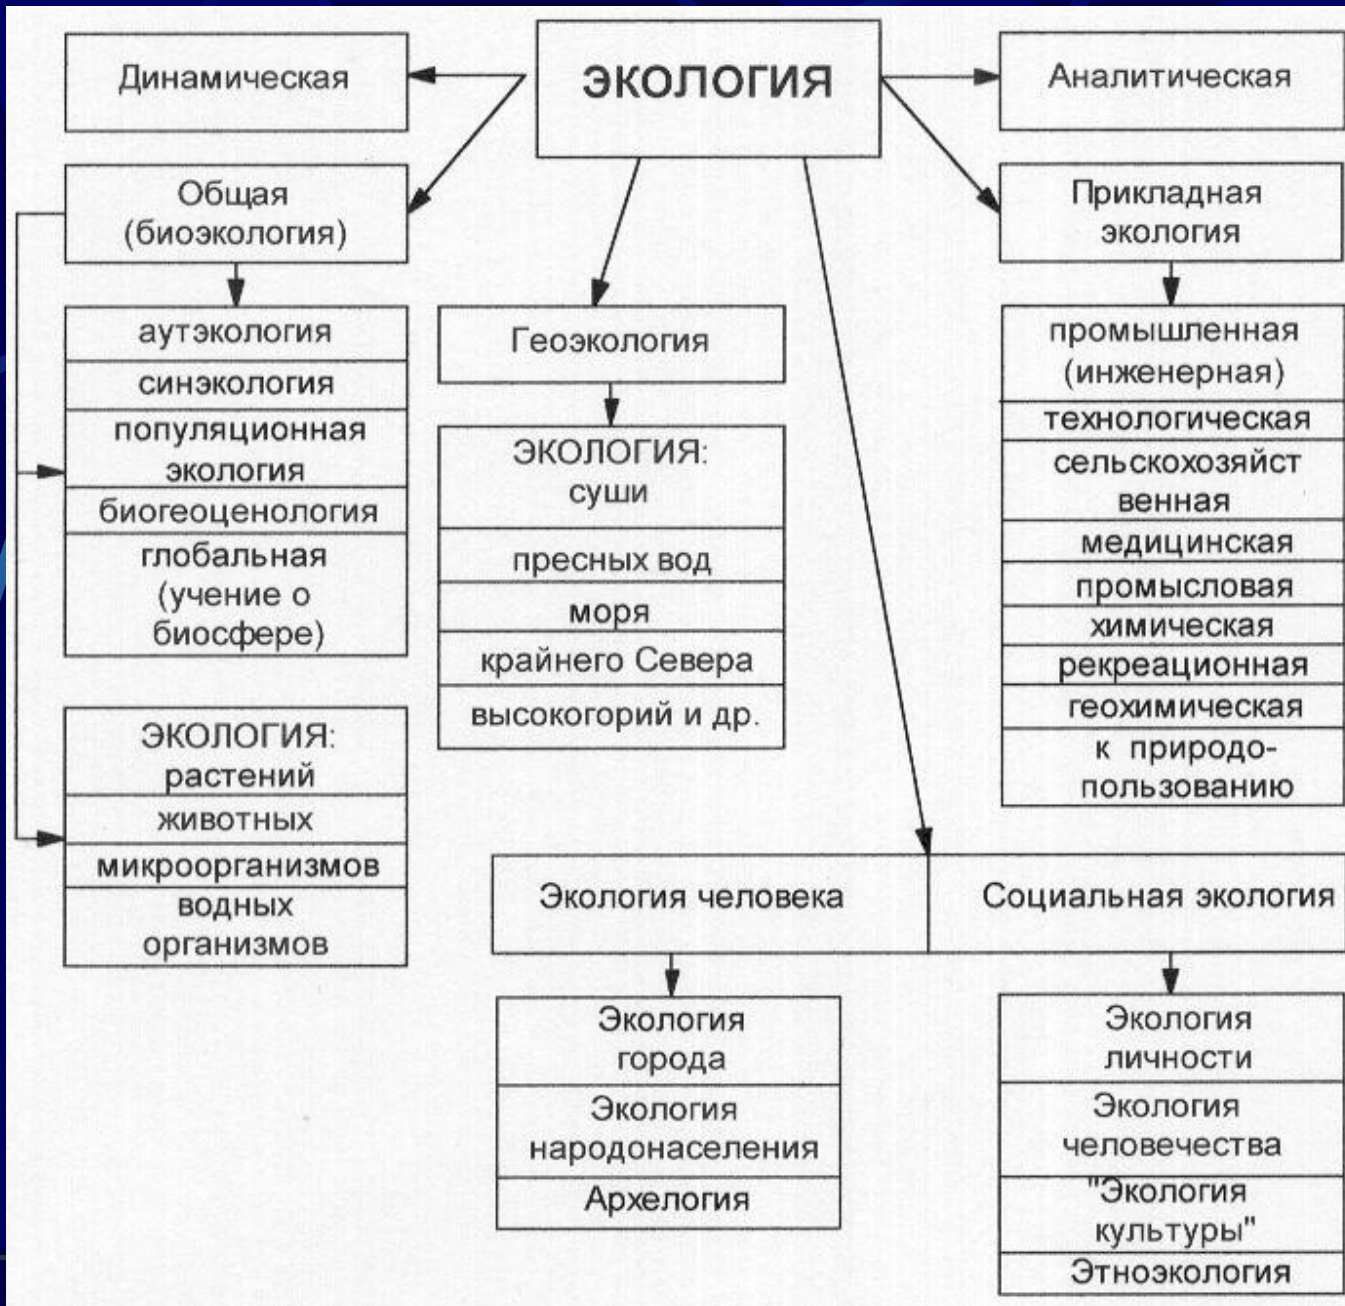 ЭКОЛОГИЯ
Динамическая
Аналитическая
Общая
(биоэкология)
Прикладная
экология
аутэкология
синэкология
популяционная
экология
биогеоценология
глобальная
(учение о
биосфере)
ЭКОЛОГИЯ:
растений
животных
микроорганизмов
водных
организмов
Геоэкология
ЭКОЛОГИЯ:
суши
пресных вод
моря
крайнего Севера
высокогорий и др.
промышленная
(инженерная)
технологическая
сельскохозяйст
венная
медицинская
промысловая
химическая
рекреационная
геохимическая
к природо-
пользованию
Экология человека
Социальная экология
Экология
города
Экология
народонаселения
Архелогия
Экология
личности
Экология
человечества
"Экология
культуры"
Этноэкология